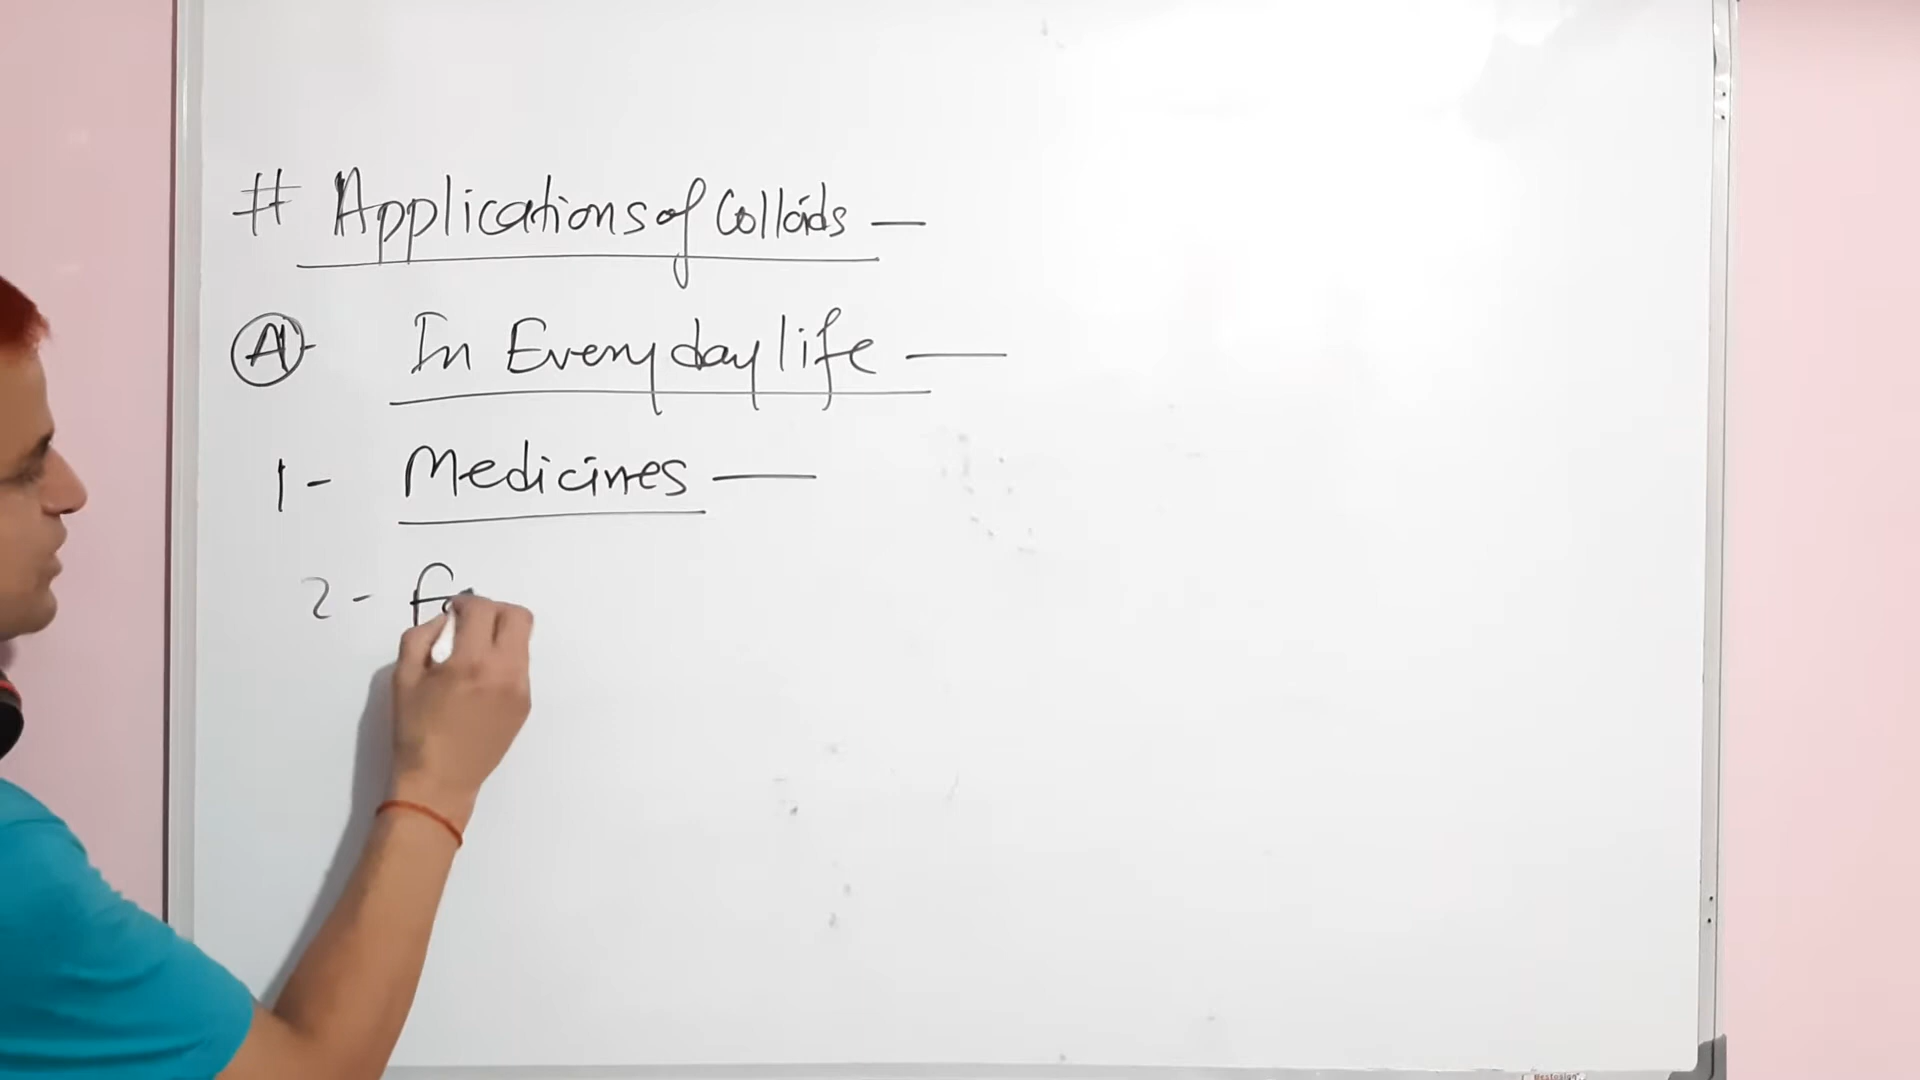 # Applications of Colloids —
(A)- In Everyday life —
1- Medicines —
2-